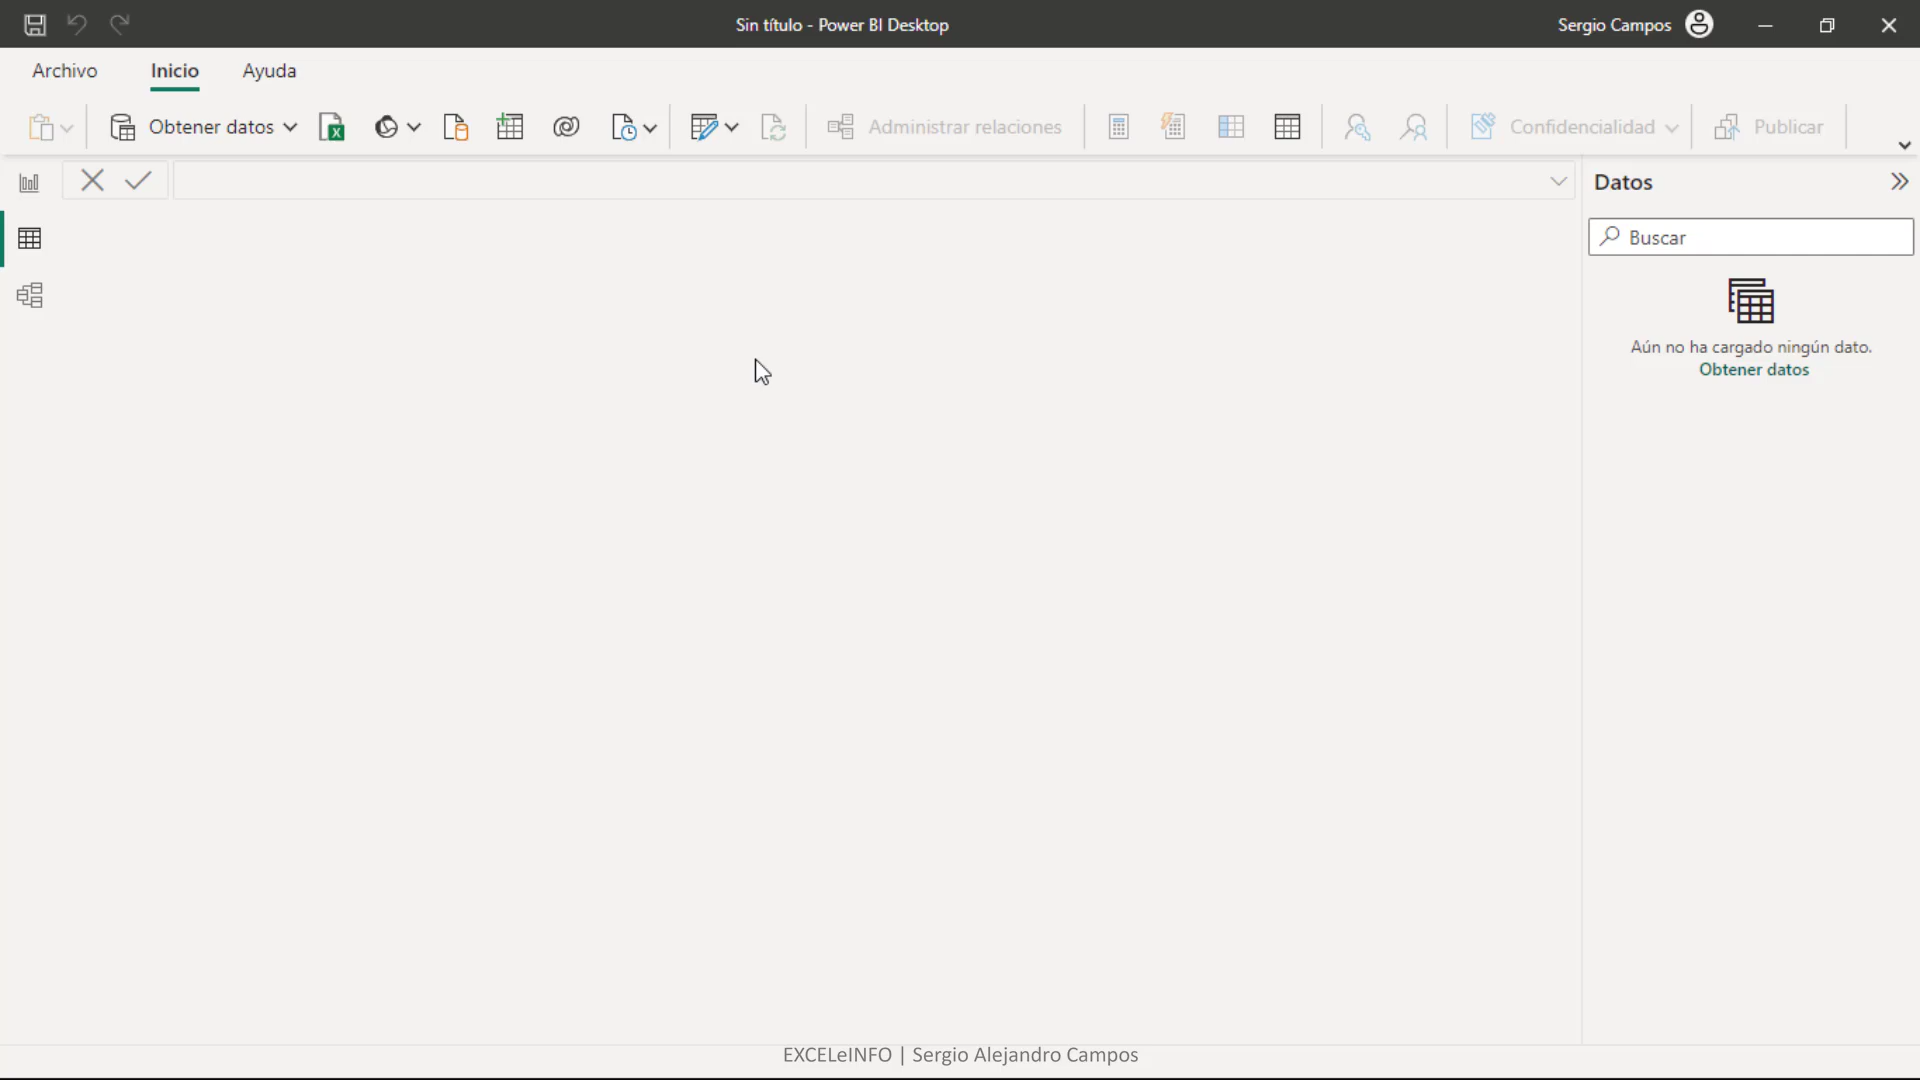 Sin título - Power BI Desktop
Sergio Campos
Archivo
Inicio
Ayuda
Obtener datos
Administrar relaciones
Confidencialidad
Publicar
Datos
Buscar
Aún no ha cargado ningún dato.
Obtener datos
EXCELeINFO | Sergio Alejandro Campos